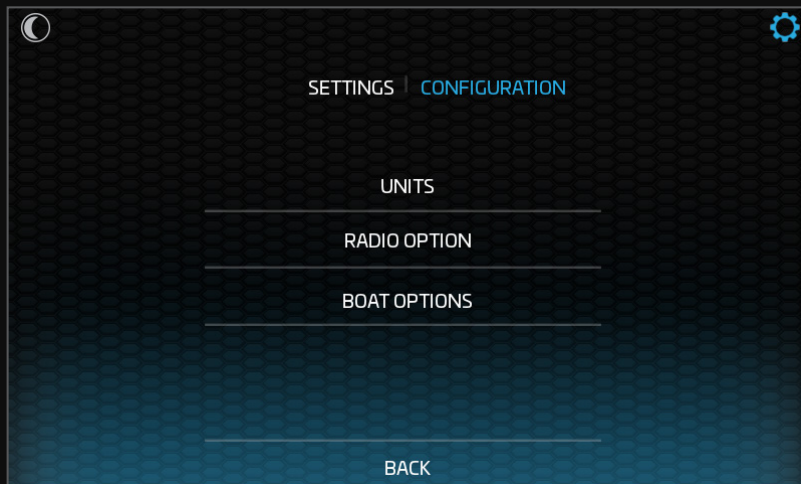 SETTINGS | CONFIGURATION
UNITS
RADIO OPTION
BOAT OPTIONS
BACK